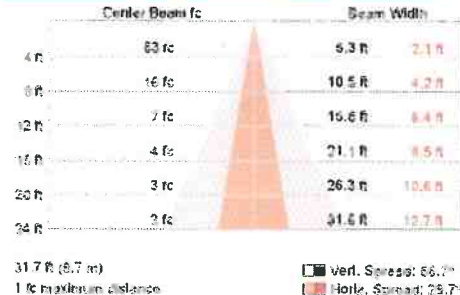 Center Beam fc Beam Width
4 ft 63 fc 5.3 ft 2.1 ft
8 ft 16 fc 10.5 ft 4.2 ft
12 ft 7 fc 15.8 ft 6.4 ft
4 fc 21.1 ft 8.5 ft
20 ft 3 fc 26.3 ft 10.6 ft
24 ft 2 fc 31.6 ft 12.7 ft
31.7 ft (9.7 m)
1 fc maximum distance
Vert. Spread: 66.7°
Horiz. Spread: 29.7°